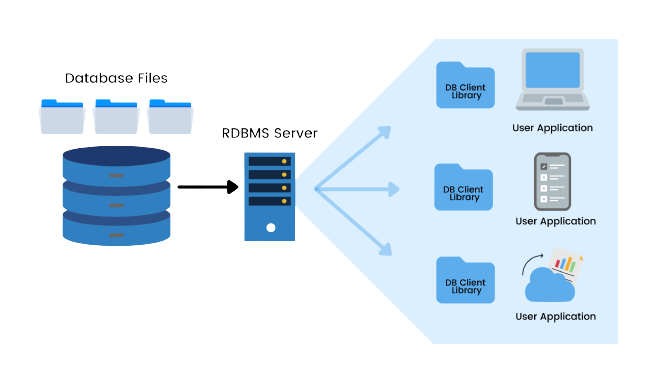 Database Files
RDBMS Server
DB Client
Library
User Application
DB Client
Library
User Application
DB Client
Library
User Application